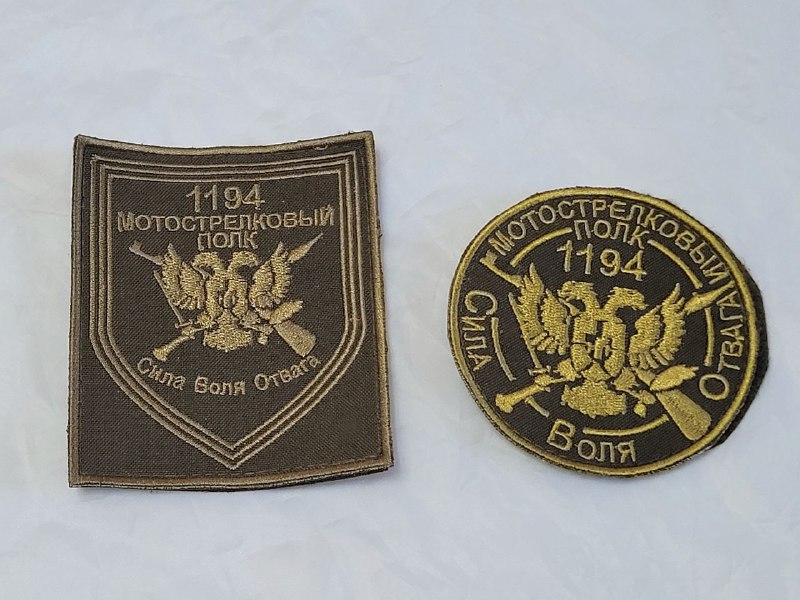 1194
МОТОСТРЕЛКОВЫЙ
ПОЛК
Сила Воля Отвага
МОТОСТРЕЛКОВЫЙ
ПОЛК
1194
Сила
Воля
Отвага